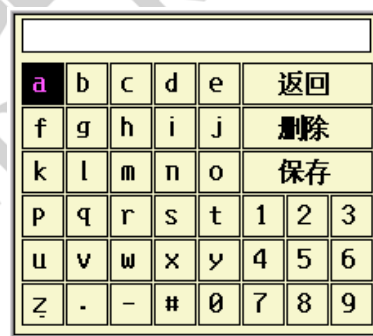 a b c d e 返回
f g h i j 删除
k l m n o 保存
p q r s t 1 2 3
u v w x y 4 5 6
z . - # 0 7 8 9